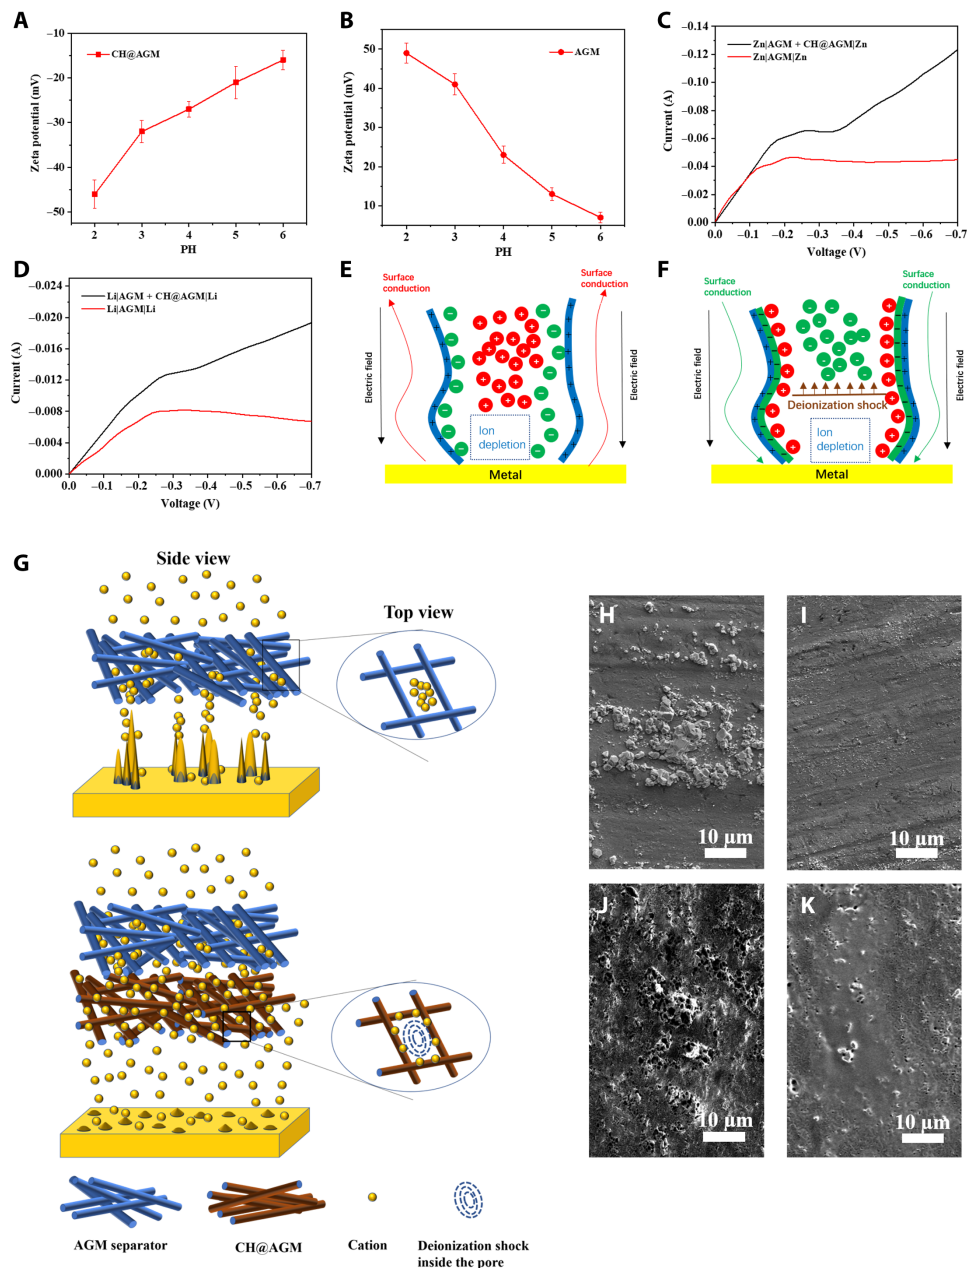 A
−10
−20
−30
−40
−50
Zeta potential (mV)
CH@AGM
2 3 4 5 6
PH
B
50
40
30
20
10
Zeta potential (mV)
AGM
2 3 4 5 6
PH
C
−0.14
−0.12
−0.10
−0.08
−0.06
−0.04
−0.02
0.00
Current (A)
Zn|AGM + CH@AGM|Zn
Zn|AGM|Zn
0.0 −0.1 −0.2 −0.3 −0.4 −0.5 −0.6 −0.7
Voltage (V)
D
−0.024
−0.020
−0.016
−0.012
−0.008
−0.004
0.000
Current (A)
Li|AGM + CH@AGM|Li
Li|AGM|Li
−0.0 −0.1 −0.2 −0.3 −0.4 −0.5 −0.6 −0.7
Voltage (V)
E
Surface
conduction
Surface
conduction
Electric field
Electric field
Ion
depletion
Metal
F
Surface
conduction
Surface
conduction
Electric field
Electric field
Deionization shock
Ion
depletion
Metal
G
Side view
Top view
AGM separator
CH@AGM
Cation
Deionization shock
inside the pore
H
10 µm
I
10 µm
J
10 µm
K
10 µm